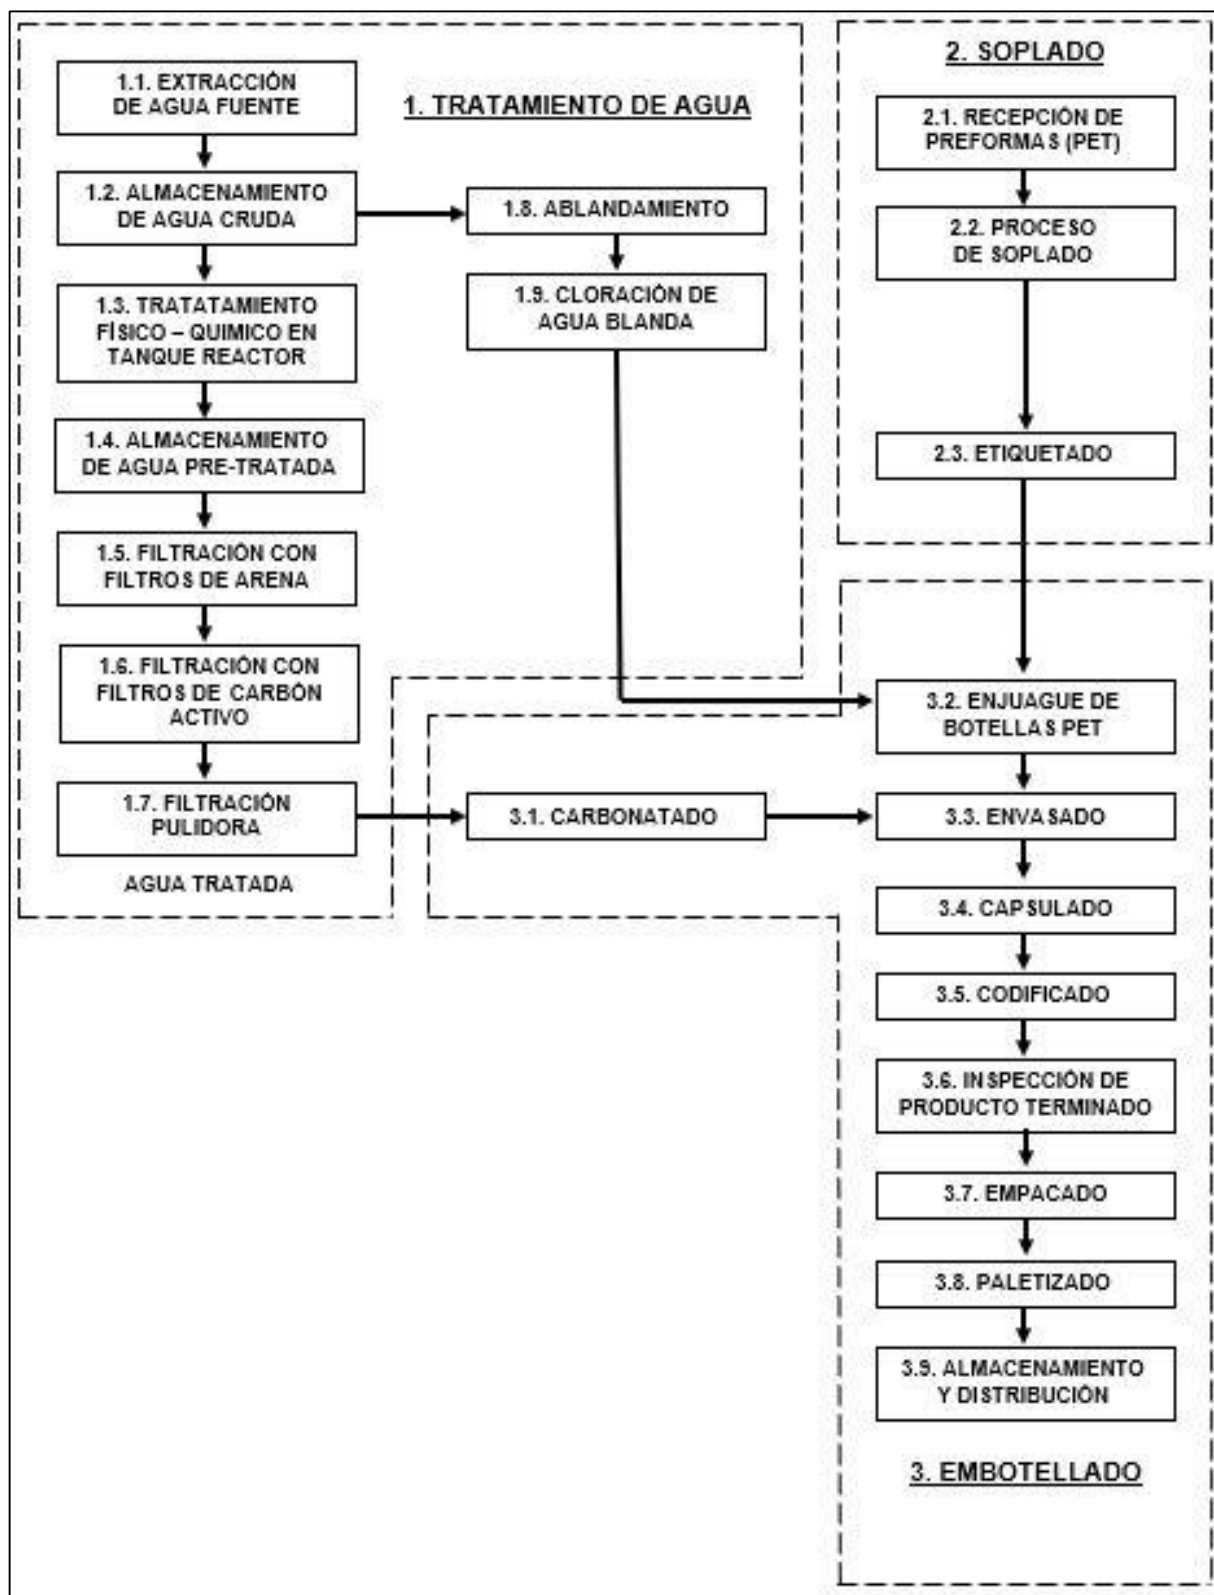 1. TRATAMIENTO DE AGUA
1.1. EXTRACCIÓN
DE AGUA FUENTE
1.2. ALMACENAMIENTO
DE AGUA CRUDA
1.3. TRATATAMIENTO
FÍSICO – QUIMICO EN
TANQUE REACTOR
1.4. ALMACENAMIENTO
DE AGUA PRE-TRATADA
1.5. FILTRACIÓN CON
FILTROS DE ARENA
1.6. FILTRACIÓN CON
FILTROS DE CARBÓN
ACTIVO
1.7. FILTRACIÓN
PULIDORA
AGUA TRATADA
1.8. ABLANDAMIENTO
1.9. CLORACIÓN DE
AGUA BLANDA
2. SOPLADO
2.1. RECEPCIÓN DE
PREFORMAS (PET)
2.2. PROCESO
DE SOPLADO
2.3. ETIQUETADO
3.1. CARBONATADO
3.2. ENJUAGUE DE
BOTELLAS PET
3.3. ENVASADO
3.4. CAPSULADO
3.5. CODIFICADO
3.6. INSPECCIÓN DE
PRODUCTO TERMINADO
3.7. EMPACADO
3.8. PALETIZADO
3.9. ALMACENAMIENTO
Y DISTRIBUCIÓN
3. EMBOTELLADO